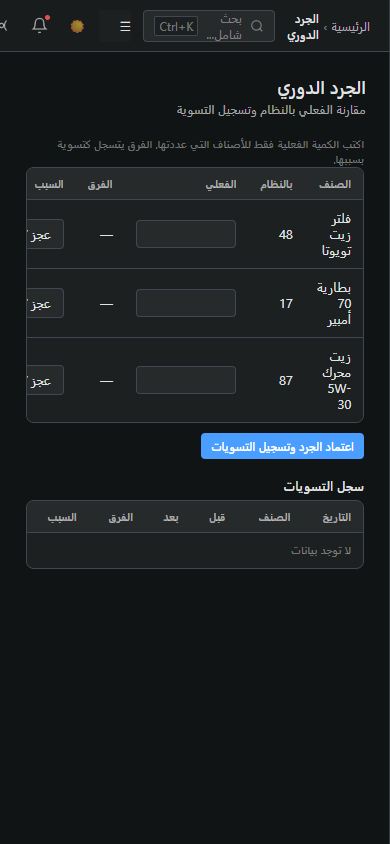 الرئيسية › الجرد الدوري
بحث شامل... Ctrl+K
الجرد الدوري
مقارنة الفعلي بالنظام وتسجيل التسوية
اكتب الكمية الفعلية فقط للأصناف التي عددتها. الفرق يتسجل كتسوية بسببها.
الصنف بالنظام الفعلي الفرق السبب
فلتر زيت تويوتا 48 — عجز
بطارية 70 أمبير 17 — عجز
زيت محرك 5W-30 87 — عجز
اعتماد الجرد وتسجيل التسويات
سجل التسويات
التاريخ الصنف قبل بعد الفرق السبب
لا توجد بيانات